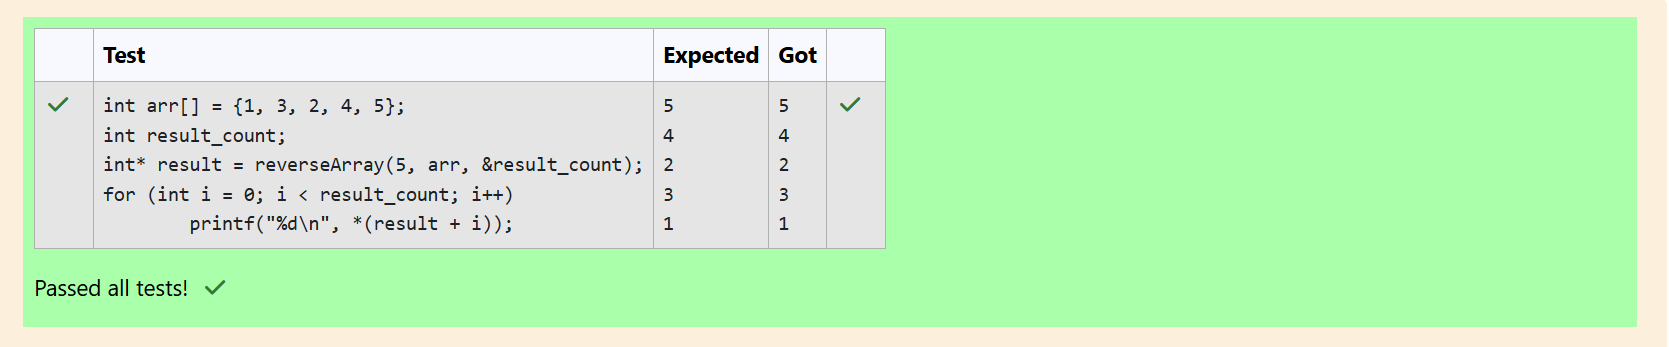 Test Expected Got
int arr[] = {1, 3, 2, 4, 5}; 5 5
int result_count; 4 4
int* result = reverseArray(5, arr, &result_count); 2 2
for (int i = 0; i < result_count; i++) 3 3
        printf("%d\n", *(result + i)); 1 1
Passed all tests!